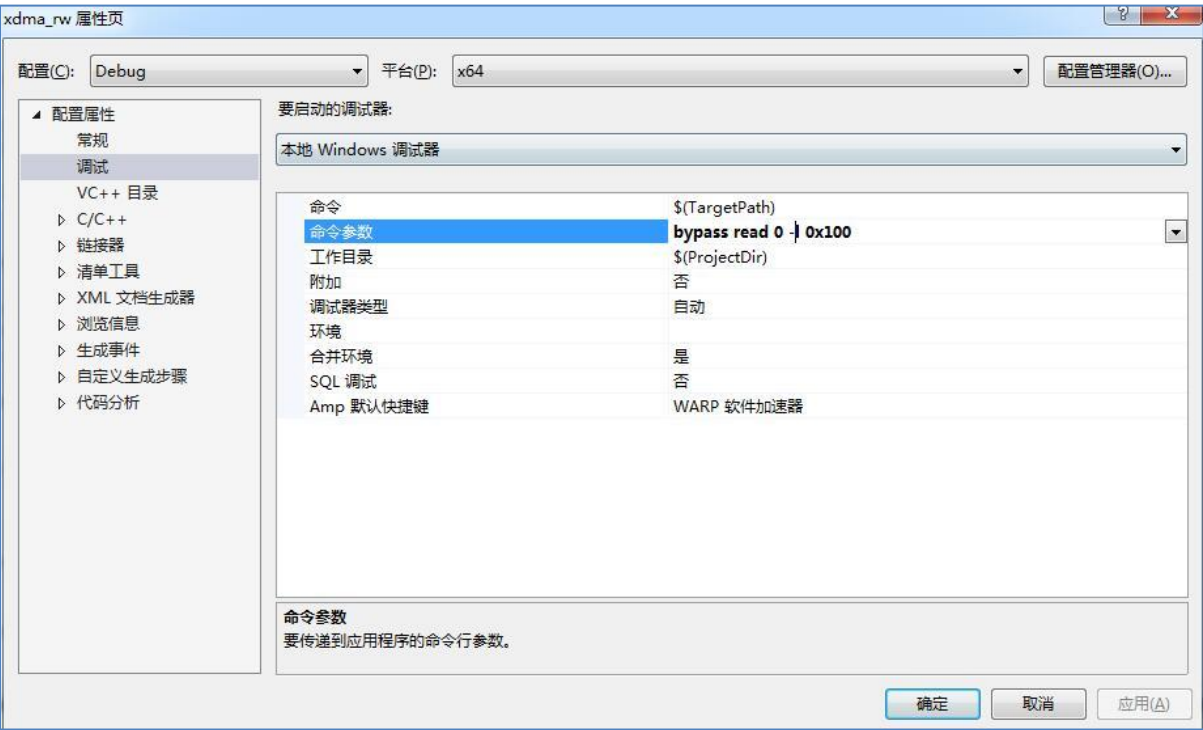 xdma_rw 属性页
配置(C): Debug 平台(P): x64 配置管理器(O)...
配置属性
常规
调试
VC++ 目录
C/C++
链接器
清单工具
XML 文档生成器
浏览信息
生成事件
自定义生成步骤
代码分析
要启动的调试器:
本地 Windows 调试器
命令 $(TargetPath)
命令参数 bypass read 0 -l 0x100
工作目录 $(ProjectDir)
附加 否
调试器类型 自动
环境
合并环境 是
SQL 调试 否
Amp 默认快捷键 WARP 软件加速器
命令参数
要传递到应用程序的命令行参数。
确定 取消 应用(A)